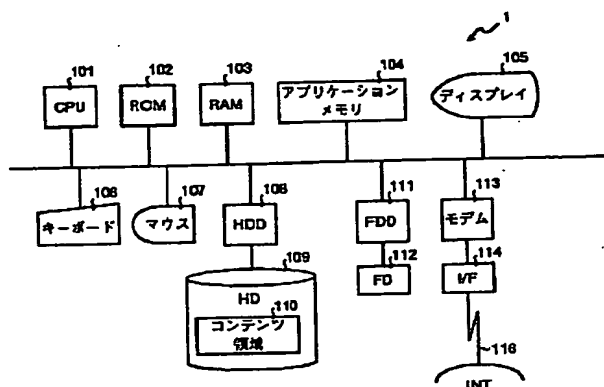 1
101
102
103
104
105
CPU
ROM
RAM
アプリケーション
メモリ
ディスプレイ
106
107
108
111
113
キーボード
マウス
HDD
FDD
モデム
109
112
114
HD
FD
I/F
110
コンテンツ
領域
116
INT